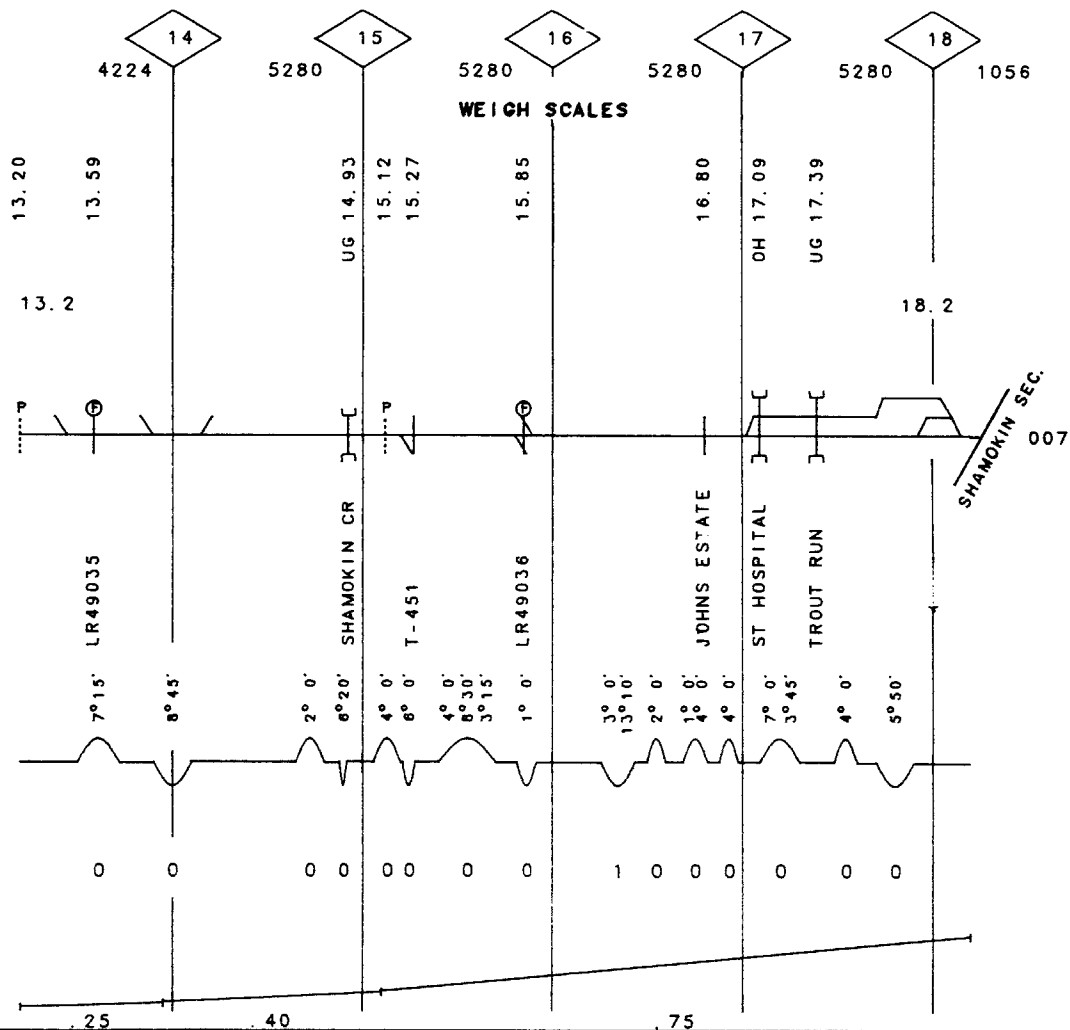 14 15 16 17 18
4224 5280 5280 5280 5280 1056
WEIGH SCALES
13.20
13.59
UG 14.93
15.12
15.27
15.85
16.80
OH 17.09
UG 17.39
13.2
18.2
P F P F
SHAMOKIN SEC.
007
LR49035
SHAMOKIN CR
T-451
LR49036
JOHNS ESTATE
ST HOSPITAL
TROUT RUN
7° 15'
8° 45'
2° 0'
6° 20'
4° 0'
6° 0'
4° 0'
3° 15'
1° 0'
3° 0'
13° 10'
2° 0'
1° 0'
4° 0'
4° 0'
7° 0'
3° 45'
4° 0'
5° 50'
0 0 0 0 0 0 0 0 1 0 0 0 0 0 0
.25 .40 .75